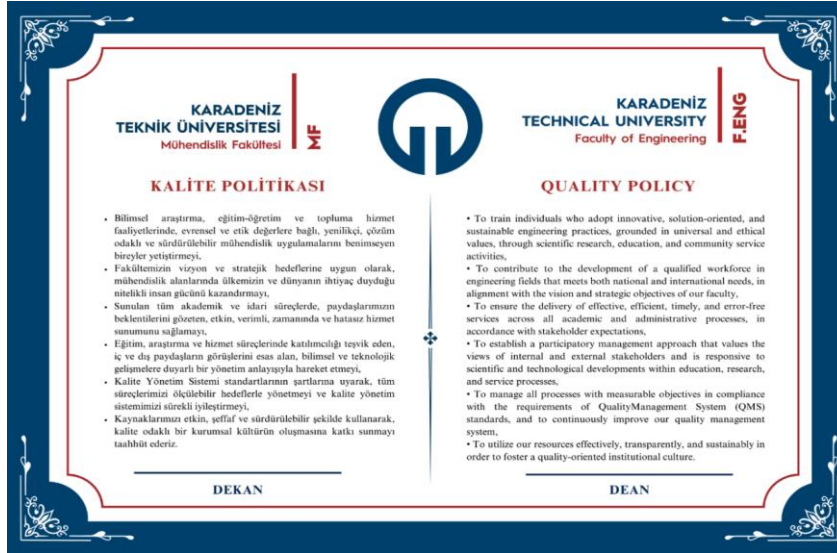 KARADENİZ
TEKNİK ÜNİVERSİTESİ
Mühendislik Fakültesi
MF
KALİTE POLİTİKASI
• Bilimsel araştırma, eğitim-öğretim ve topluma hizmet
faaliyetlerinde, evrensel ve etik değerlere bağlı, yenilikçi, çözüm
odaklı ve sürdürülebilir mühendislik uygulamalarını benimseyen
bireyler yetiştirmeyi,
• Fakültemizin vizyon ve stratejik hedeflerine uygun olarak,
mühendislik alanlarında ülkemizin ve dünyanın ihtiyaç duyduğu
nitelikli insan gücünü kazandırmayı,
• Sunulan tüm akademik ve idari süreçlerde, paydaşlarımızın
beklentilerini gözeten, etkin, verimli, zamanında ve hatasız hizmet
sunumunu sağlamayı,
• Eğitim, araştırma ve hizmet süreçlerinde katılımcılığı teşvik eden,
iç ve dış paydaşların görüşlerini esas alan, bilimsel ve teknolojik
gelişmelere duyarlı bir yönetim anlayışıyla hareket etmeyi,
• Kalite Yönetim Sistemi standartlarının şartlarına uyarak, tüm
süreçlerimizi ölçülebilir hedeflerle yönetmeyi ve kalite yönetim
sistemimizi sürekli iyileştirmeyi,
• Kaynaklarımızı etkin, şeffaf ve sürdürülebilir şekilde kullanarak,
kalite odaklı bir kurumsal kültürün oluşmasına katkı sunmayı
taahhüt ederiz.
DEKAN
KARADENİZ
TECHNICAL UNIVERSITY
Faculty of Engineering
F.ENG
QUALITY POLICY
• To train individuals who adopt innovative, solution-oriented, and
sustainable engineering practices, grounded in universal and ethical
values, through scientific research, education, and community service
activities,
• To contribute to the development of a qualified workforce in
engineering fields that meets both national and international needs, in
alignment with the vision and strategic objectives of our faculty,
• To ensure the delivery of effective, efficient, timely, and error-free
services across all academic and administrative processes, in
accordance with stakeholder expectations,
• To establish a participatory management approach that values the
views of internal and external stakeholders and is responsive to
scientific and technological developments within education, research,
and service processes,
• To manage all processes with measurable objectives in compliance
with the requirements of QualityManagement System (QMS)
standards, and to continuously improve our quality management
system,
• To utilize our resources effectively, transparently, and sustainably in
order to foster a quality-oriented institutional culture.
DEAN